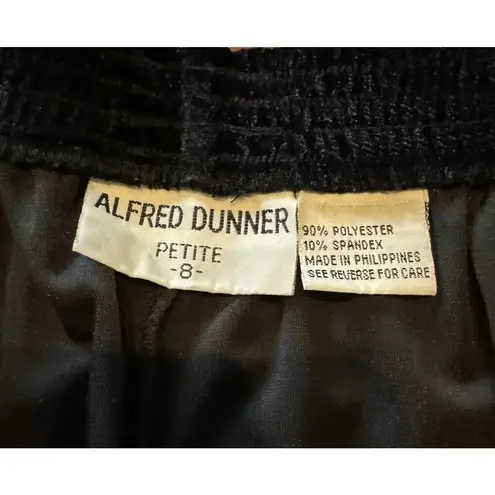 ALFRED DUNNER
PETITE
-8-
90% POLYESTER
10% SPANDEX
MADE IN PHILIPPINES
SEE REVERSE FOR CARE